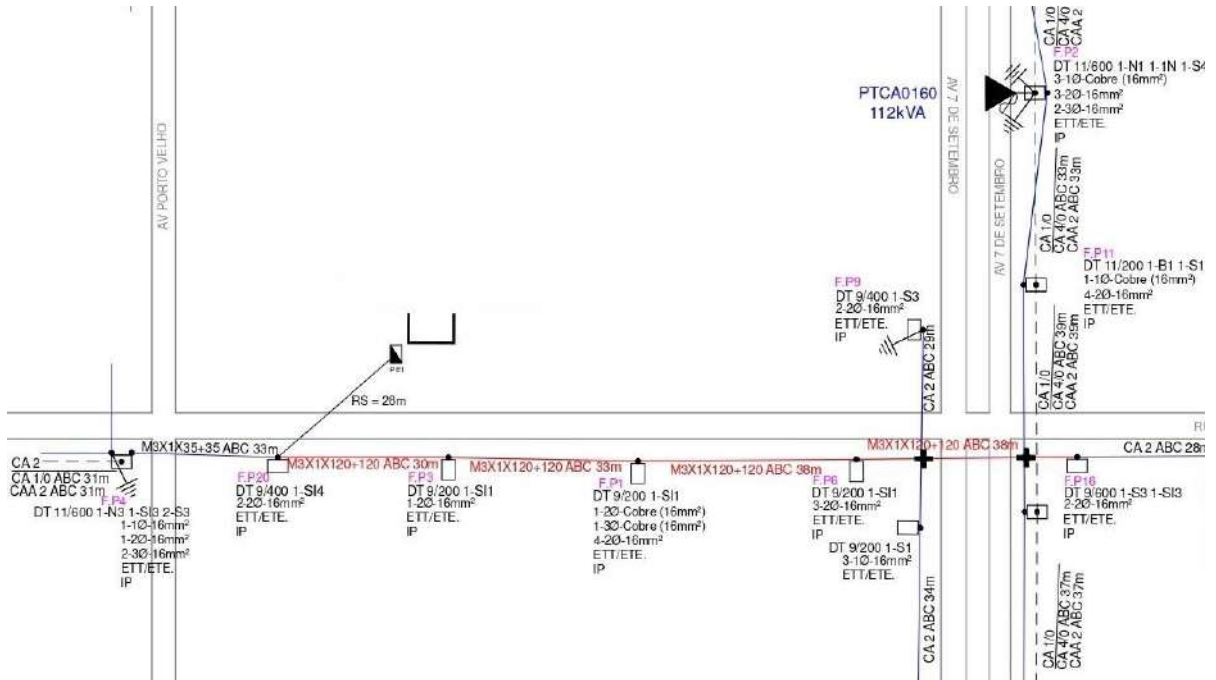 CA 1/0
CA 4/0
CAA 2
F.P2
DT 11/600 1-N1 1-1N 1-S4
3-1Ø-Cobre (16mm²)
3-2Ø-16mm²
2-3Ø-16mm²
ETT/ETE.
IP
PTCA0160
112kVA
AV PORTO VELHO
AV 7 DE SETEMBRO
AV 7 DE SETEMBRO
CA 1/0
CA 4/0 ABC 33m
CAA 2 ABC 33m
F.P11
DT 11/200 1-B1 1-S1
1-1Ø-Cobre (16mm²)
4-2Ø-16mm²
ETT/ETE.
IP
F.P9
DT 9/400 1-S3
2-2Ø-16mm²
ETT/ETE.
IP
CA 2 ABC 29m
CA 1/0
CA 4/0 ABC 39m
CAA 2 ABC 39m
RS = 28m
M3X1X35+35 ABC 33m
M3X1X120+120 ABC 30m
M3X1X120+120 ABC 33m
M3X1X120+120 ABC 38m
M3X1X120+120 ABC 38m
CA 2 ABC 28m
CA 2
CA 1/0 ABC 31m
CAA 2 ABC 31m
F.P4
DT 11/600 1-N3 1-SI3 2-S3
1-1Ø-16mm²
1-2Ø-16mm²
2-3Ø-16mm²
ETT/ETE.
IP
F.P20
DT 9/400 1-SI4
2-2Ø-16mm²
ETT/ETE.
IP
F.P3
DT 9/200 1-SI1
1-2Ø-16mm²
ETT/ETE.
IP
F.P1
DT 9/200 1-SI1
1-2Ø-Cobre (16mm²)
1-3Ø-Cobre (16mm²)
4-2Ø-16mm²
ETT/ETE.
IP
F.P6
DT 9/200 1-SI1
3-2Ø-16mm²
ETT/ETE.
IP
DT 9/200 1-S1
3-1Ø-16mm²
ETT/ETE.
F.P16
DT 9/600 1-S3 1-SI3
2-2Ø-16mm²
ETT/ETE.
IP
CA 2 ABC 34m
CA 1/0
CA 4/0 ABC 37m
CAA 2 ABC 37m